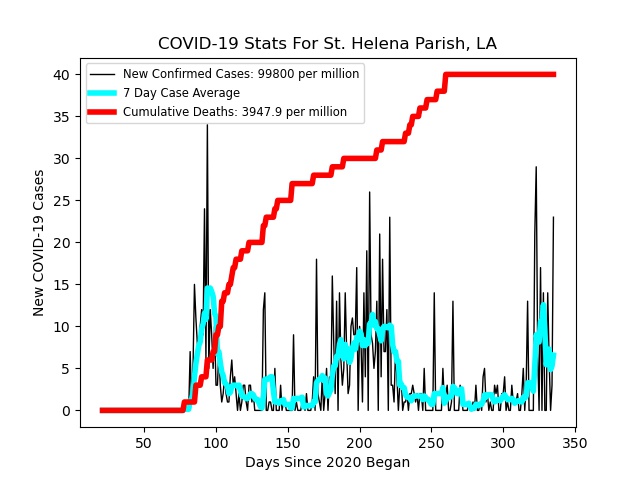 COVID-19 Stats For St. Helena Parish, LA
New Confirmed Cases: 99800 per million
7 Day Case Average
Cumulative Deaths: 3947.9 per million
New COVID-19 Cases
40
35
30
25
20
15
10
5
0
50
100
150
200
250
300
350
Days Since 2020 Began